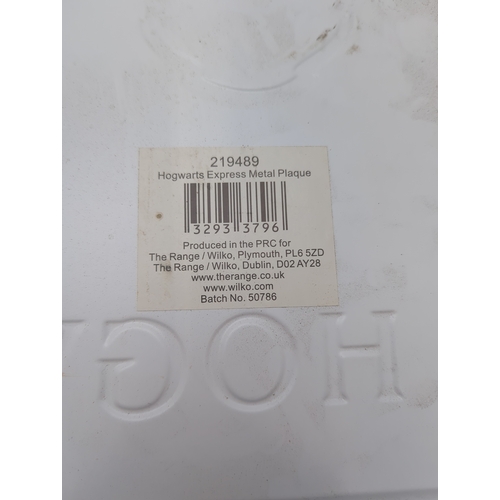 219489
Hogwarts Express Metal Plaque
3293 3796
Produced in the PRC for
The Range / Wilko, Plymouth, PL6 5ZD
The Range / Wilko, Dublin, D02 AY28
www.therange.co.uk
www.wilko.com
Batch No. 50786
HOG